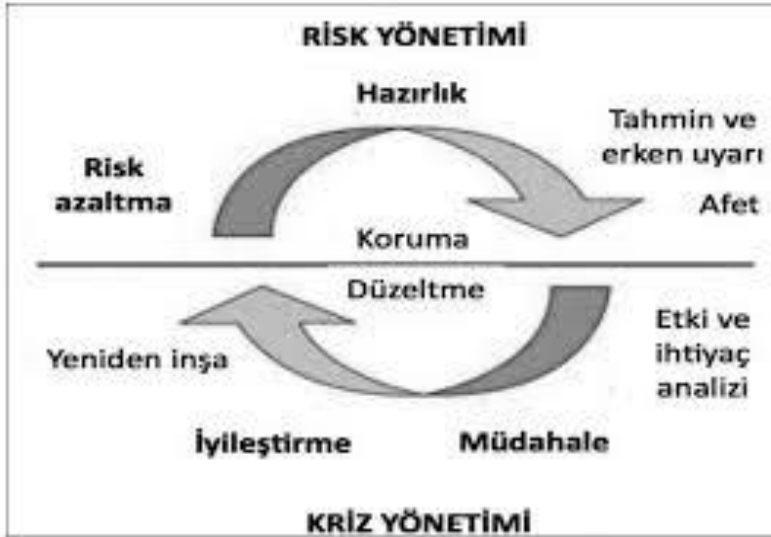 RİSK YÖNETİMİ
Hazırlık
Tahmin ve
erken uyarı
Risk
azaltma
Afet
Koruma
Düzeltme
Etki ve
ihtiyaç
analizi
Yeniden inşa
İyileştirme
Müdahale
KRİZ YÖNETİMİ